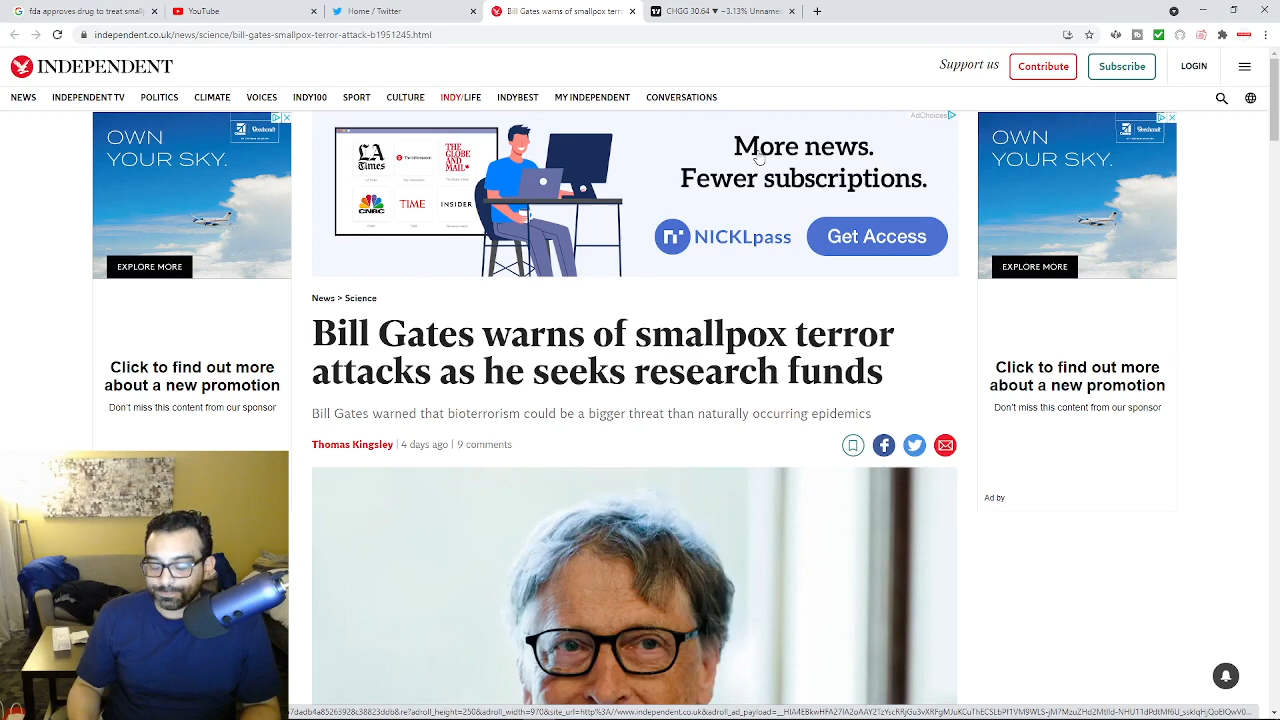 fda approves drug to treat small
YouTube
Home / Twitter
Bill Gates warns of smallpox terr
CHGG 30.64 ▼ −3.13% Unname
independent.co.uk/news/science/bill-gates-smallpox-terror-attack-b1951245.html
INDEPENDENT
Support us
Contribute
Subscribe
LOGIN
NEWS
INDEPENDENT TV
POLITICS
CLIMATE
VOICES
INDY100
SPORT
CULTURE
INDY/LIFE
INDYBEST
MY INDEPENDENT
CONVERSATIONS
OWN
YOUR SKY.
Beechcraft
EXPLORE MORE
AdChoices
LA
Times
The Information
THE
GLOBE
AND
MAIL
CNBC
TIME
INSIDER
More news.
Fewer subscriptions.
NICKLpass
Get Access
OWN
YOUR SKY.
Beechcraft
EXPLORE MORE
Click to find out more
about a new promotion
Don't miss this content from our sponsor
News > Science
Bill Gates warns of smallpox terror
attacks as he seeks research funds
Bill Gates warned that bioterrorism could be a bigger threat than naturally occurring epidemics
Thomas Kingsley | 4 days ago | 9 comments
Click to find out more
about a new promotion
Don't miss this content from our sponsor
Ad by